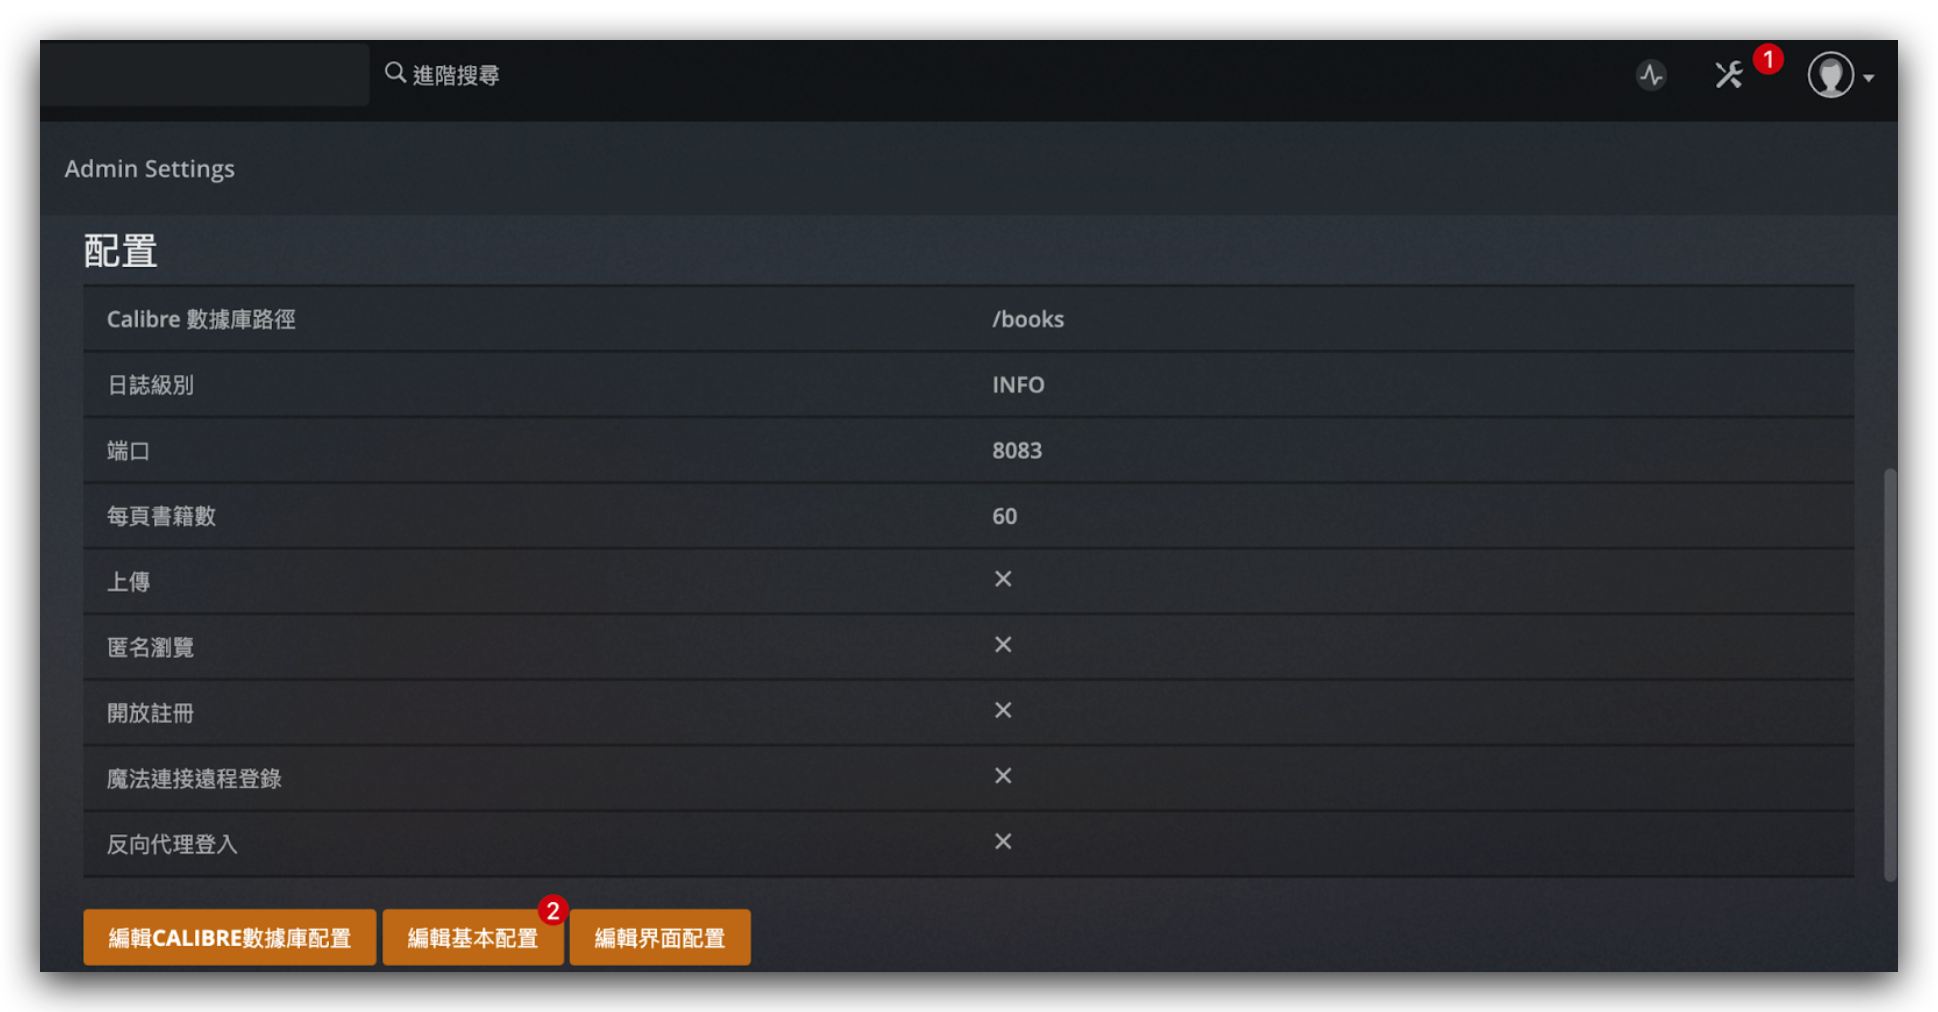 進階搜尋
1
Admin Settings
配置
Calibre 數據庫路徑 /books
日誌級別 INFO
端口 8083
每頁書籍數 60
上傳
匿名瀏覽
開放註冊
魔法連接遠程登錄
反向代理登入
2
編輯CALIBRE數據庫配置 編輯基本配置 編輯界面配置